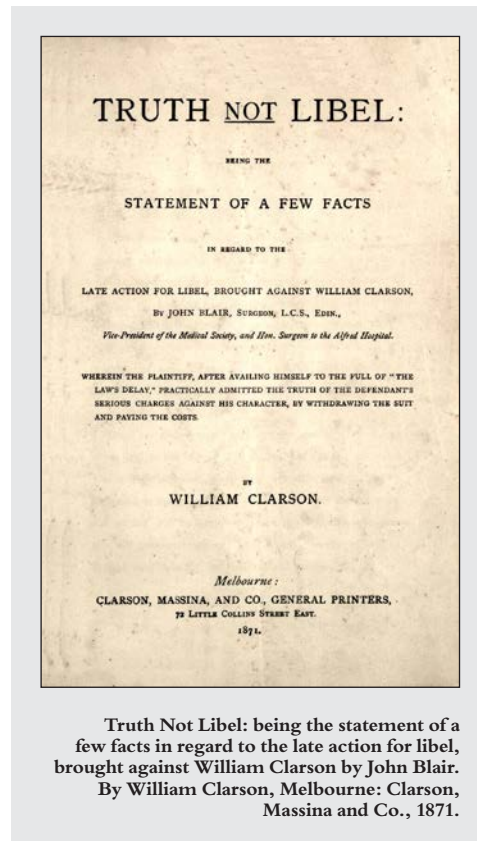 TRUTH NOT LIBEL:
BEING THE
STATEMENT OF A FEW FACTS
IN REGARD TO THE
LATE ACTION FOR LIBEL, BROUGHT AGAINST WILLIAM CLARSON,
BY JOHN BLAIR, SURGEON, L.C.S., EDIN.,
Vice-President of the Medical Society, and Hon. Surgeon to the Alfred Hospital.
WHEREIN THE PLAINTIFF, AFTER AVAILING HIMSELF TO THE FULL OF "THE
LAW'S DELAY," PRACTICALLY ADMITTED THE TRUTH OF THE DEFENDANT'S
SERIOUS CHARGES AGAINST HIS CHARACTER, BY WITHDRAWING THE SUIT
AND PAYING THE COSTS.
BY
WILLIAM CLARSON.
Melbourne:
CLARSON, MASSINA, AND CO., GENERAL PRINTERS,
72 LITTLE COLLINS STREET EAST.
1871.
Truth Not Libel: being the statement of a
few facts in regard to the late action for libel,
brought against William Clarson by John Blair.
By William Clarson, Melbourne: Clarson,
Massina and Co., 1871.